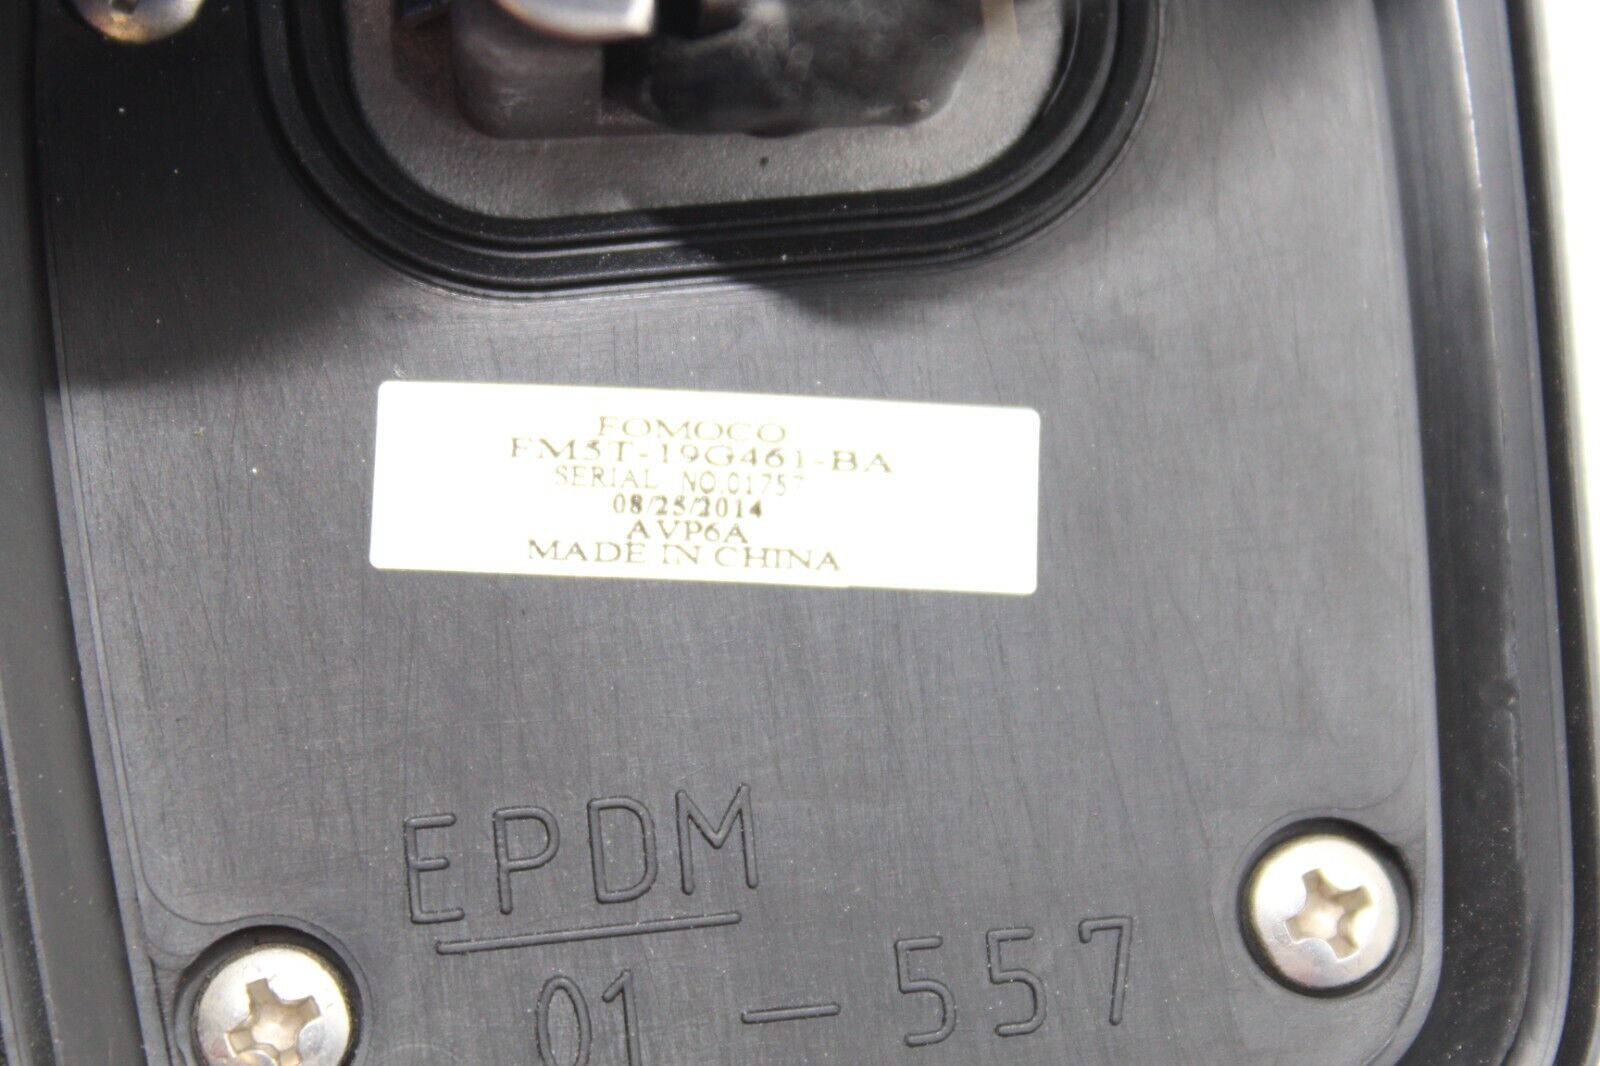 FOMOCO
FM5T-19G461-BA
SERIAL NO.01757
08/25/2014
AVP6A
MADE IN CHINA
EPDM
01-557